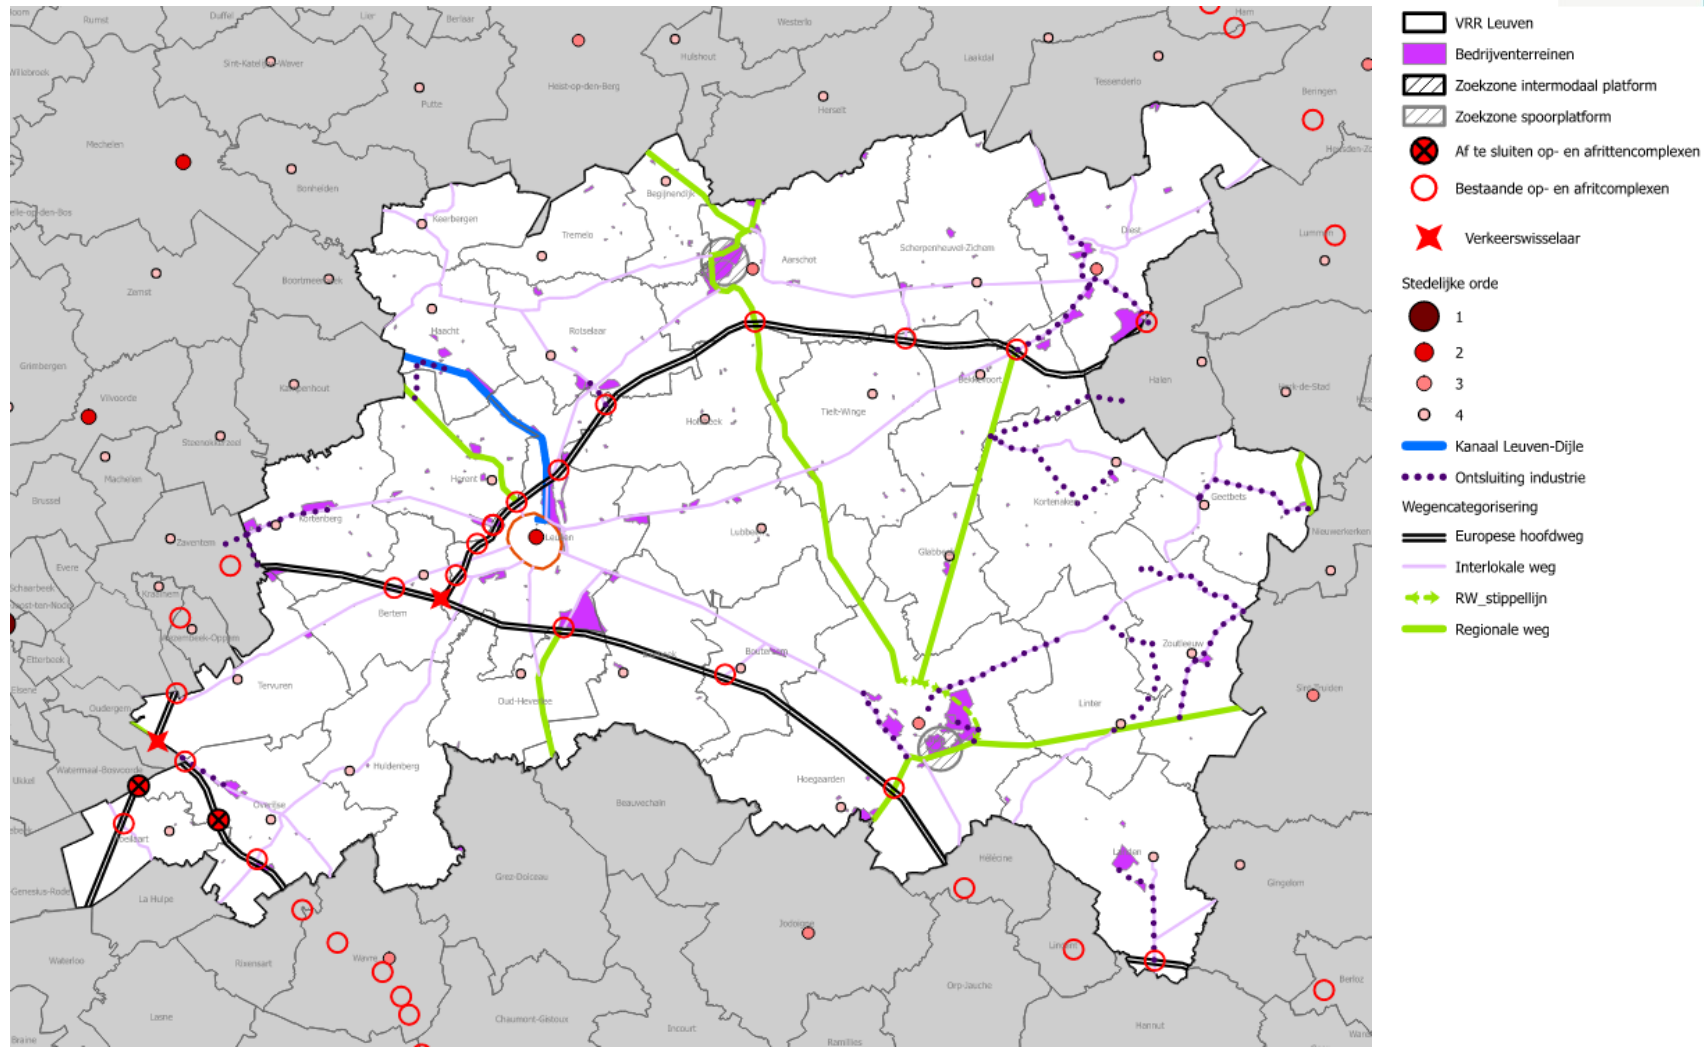 Rumst
Duffel
Lier
Berlaar
Westerlo
Ham
Hulshout
Laakdal
Sint-Katelijne-Waver
Willebroek
Heist-op-den-Berg
Tessenderlo
Beringen
Putte
Herselt
Mechelen
Bonheiden
Begijnendijk
Keerbergen
Tremelo
Scherpenheuvel-Zichem
Diest
Lummen
Aarschot
Boortmeerbeek
Zemst
Haacht
Rotselaar
Grimbergen
Kampenhout
Bekkevoort
Halen
Herk-de-Stad
Vilvoorde
Tielt-Winge
Holsbeek
Steenokkerzeel
Machelen
Herent
Kortenaken
Geetbets
Brussel
Kortenberg
Nieuwerkerken
Zaventem
Leuven
Lubbeek
Glabbeek
Evere
Schaarbeek
Kraainem
Bertem
Wezembeek-Oppem
Etterbeek
Boutersem
Zoutleeuw
Elsene
Tervuren
Sint-Truiden
Oudergem
Oud-Heverlee
Linter
Watermaal-Bosvoorde
Huldenberg
Ukkel
Hoegaarden
Overijse
Beauvechain
Hoeilaart
Landen
Hélécine
Gingelom
Grez-Doiceau
La Hulpe
Jodoigne
Lincent
Waterloo
Rixensart
Wavre
Berloz
Orp-Jauche
Lasne
Chaumont-Gistoux
Incourt
Hannut
Ramillies
VRR Leuven
Bedrijventerreinen
Zoekzone intermodaal platform
Zoekzone spoorplatform
Af te sluiten op- en afrittencomplexen
Bestaande op- en afritcomplexen
Verkeerswisselaar
Stedelijke orde
1
2
3
4
Kanaal Leuven-Dijle
Ontsluiting industrie
Wegencategorisering
Europese hoofdweg
Interlokale weg
RW_stippellijn
Regionale weg